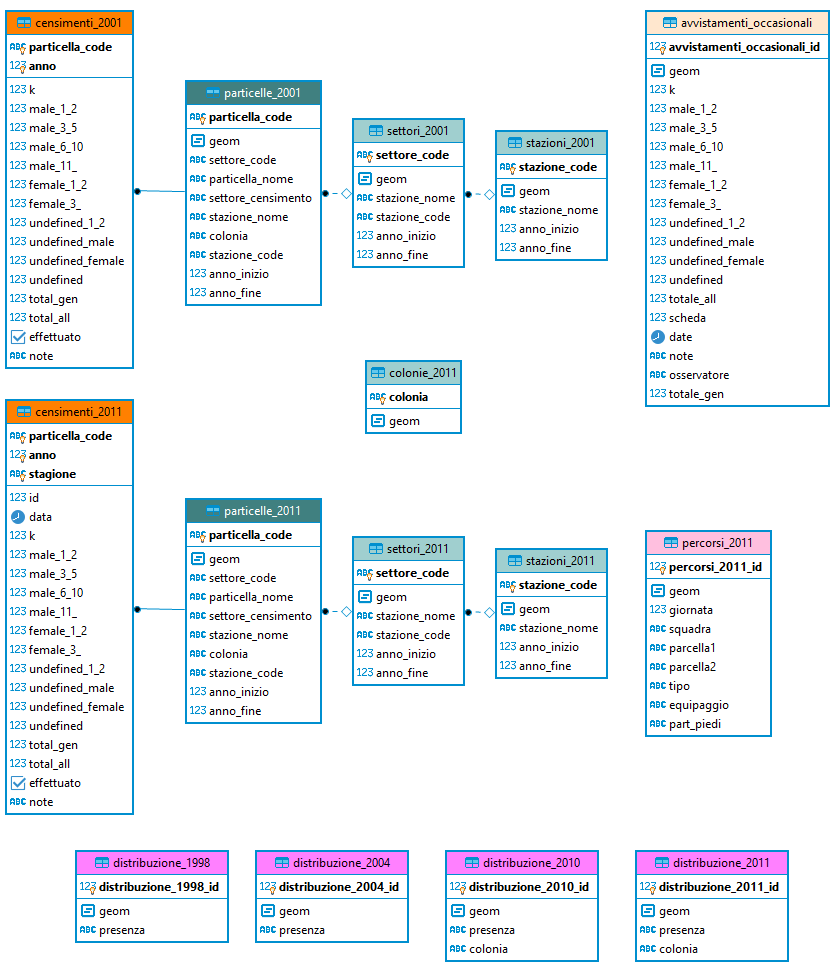 censimenti_2001
ABC particella_code
123 anno
123 k
123 male_1_2
123 male_3_5
123 male_6_10
123 male_11_
123 female_1_2
123 female_3_
123 undefined_1_2
123 undefined_male
123 undefined_female
123 undefined
123 total_gen
123 total_all
effettuato
ABC note
particelle_2001
ABC particella_code
geom
ABC settore_code
ABC particella_nome
ABC settore_censimento
ABC stazione_nome
ABC colonia
ABC stazione_code
123 anno_inizio
123 anno_fine
settori_2001
ABC settore_code
geom
ABC stazione_nome
ABC stazione_code
123 anno_inizio
123 anno_fine
stazioni_2001
ABC stazione_code
geom
ABC stazione_nome
123 anno_inizio
123 anno_fine
avvistamenti_occasionali
123 avvistamenti_occasionali_id
geom
123 k
123 male_1_2
123 male_3_5
123 male_6_10
123 male_11_
123 female_1_2
123 female_3_
123 undefined_1_2
123 undefined_male
123 undefined_female
123 undefined
123 totale_all
123 scheda
date
ABC note
ABC osservatore
123 totale_gen
colonie_2011
ABC colonia
geom
censimenti_2011
ABC particella_code
123 anno
ABC stagione
123 id
data
123 k
123 male_1_2
123 male_3_5
123 male_6_10
123 male_11_
123 female_1_2
123 female_3_
123 undefined_1_2
123 undefined_male
123 undefined_female
123 undefined
123 total_gen
123 total_all
effettuato
ABC note
particelle_2011
ABC particella_code
geom
ABC settore_code
ABC particella_nome
ABC settore_censimento
ABC stazione_nome
ABC colonia
ABC stazione_code
123 anno_inizio
123 anno_fine
settori_2011
ABC settore_code
geom
ABC stazione_nome
ABC stazione_code
123 anno_inizio
123 anno_fine
stazioni_2011
ABC stazione_code
geom
ABC stazione_nome
123 anno_inizio
123 anno_fine
percorsi_2011
123 percorsi_2011_id
geom
123 giornata
ABC squadra
ABC parcella1
ABC parcella2
ABC tipo
ABC equipaggio
ABC part_piedi
distribuzione_1998
123 distribuzione_1998_id
geom
ABC presenza
distribuzione_2004
123 distribuzione_2004_id
geom
ABC presenza
distribuzione_2010
123 distribuzione_2010_id
geom
ABC presenza
ABC colonia
distribuzione_2011
123 distribuzione_2011_id
geom
ABC presenza
ABC colonia